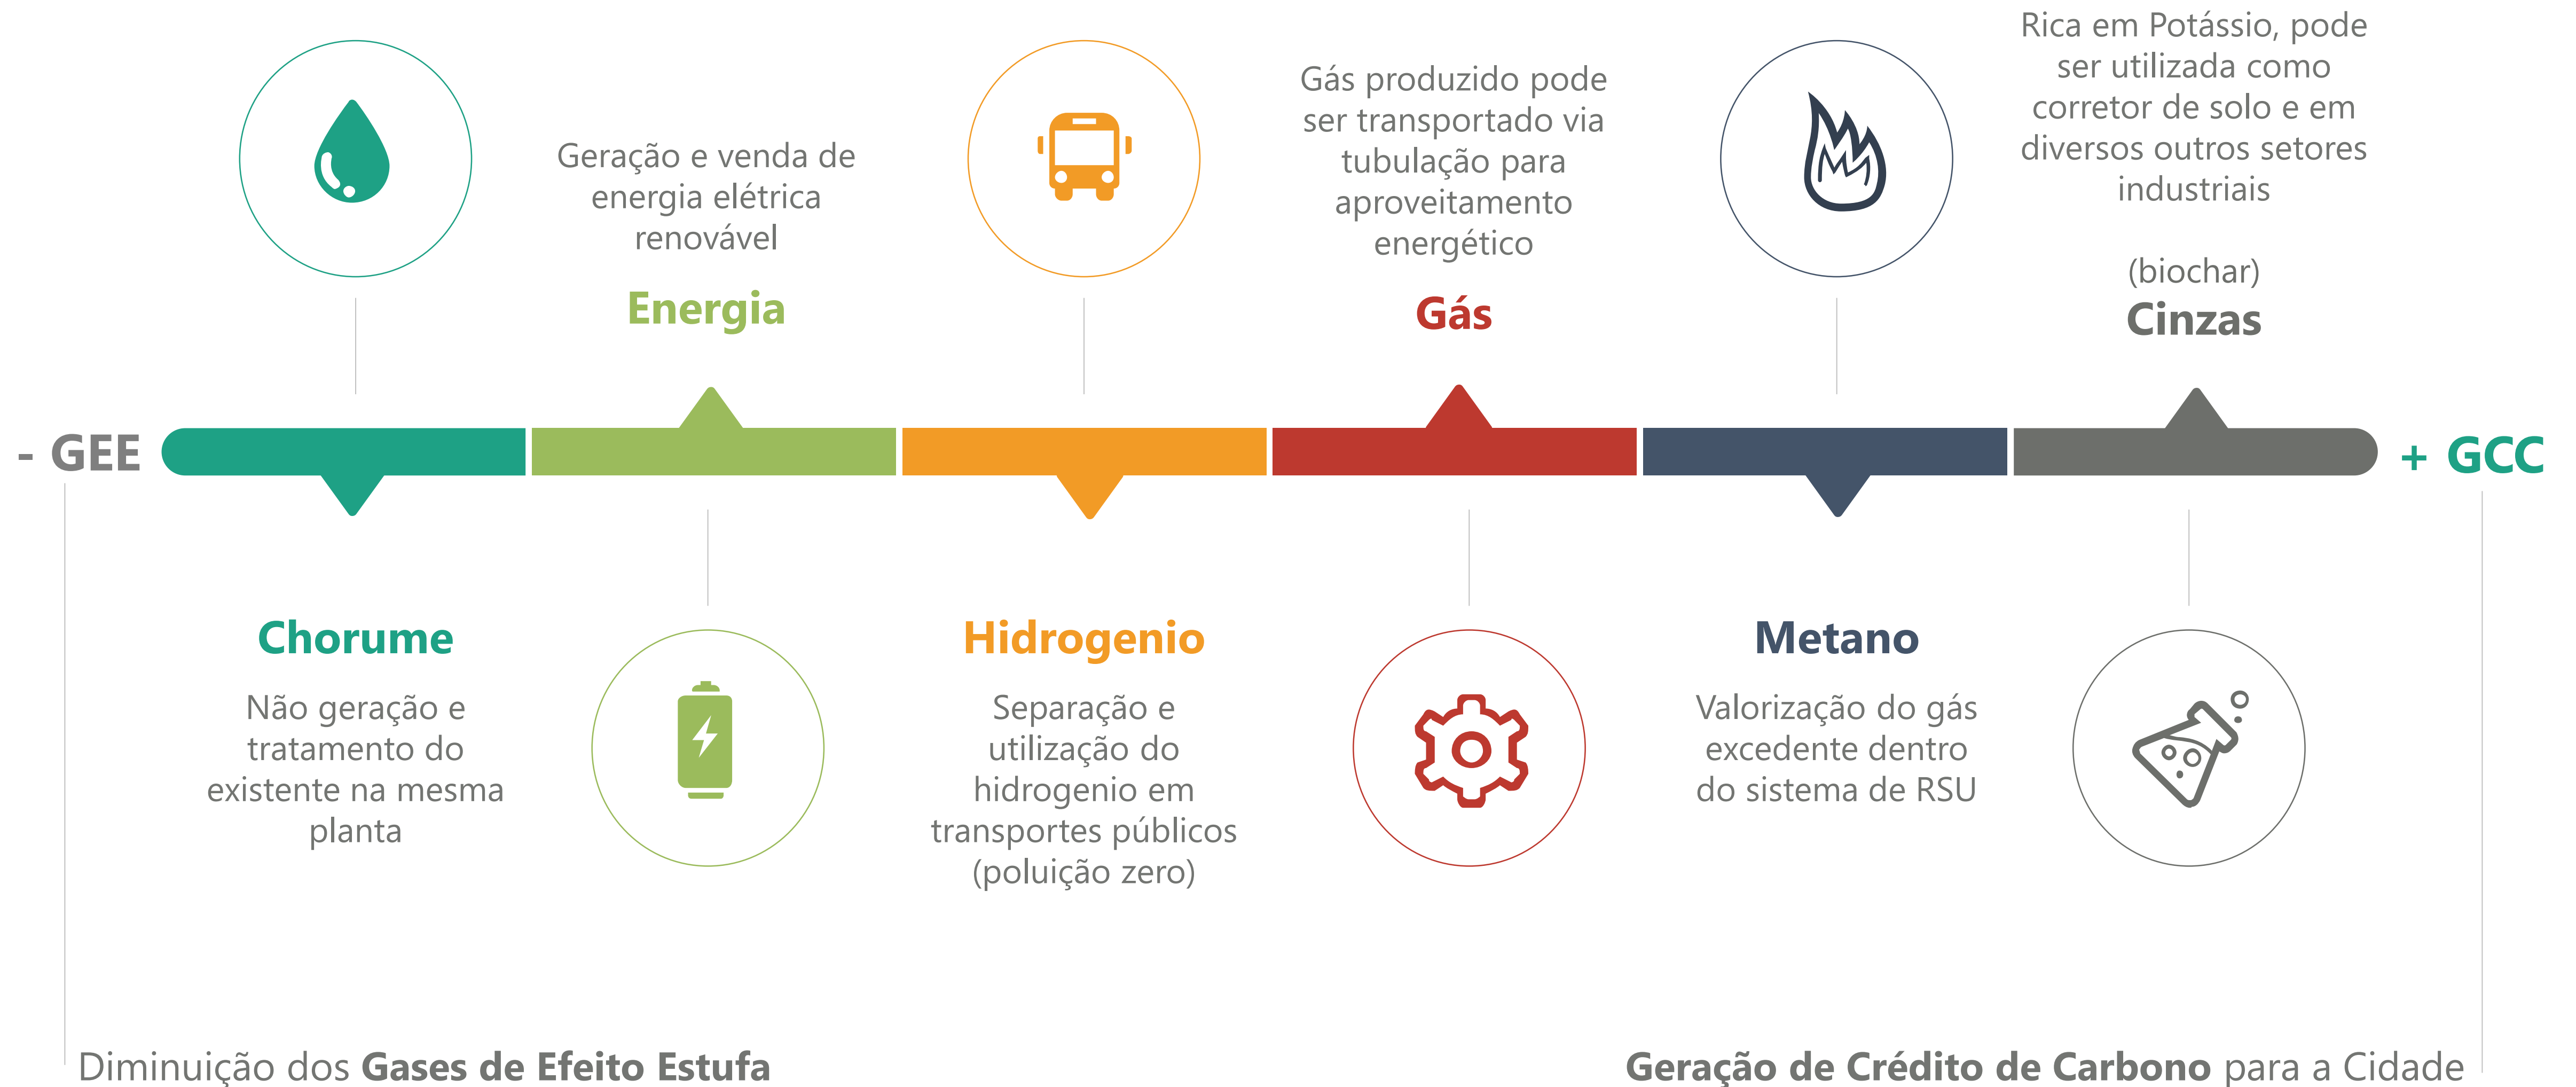 Geração e venda de
energia elétrica
renovável
Energia
Gás produzido pode
ser transportado via
tubulação para
aproveitamento
energético
Gás
Rica em Potássio, pode
ser utilizada como
corretor de solo e em
diversos outros setores
industriais
(biochar)
Cinzas
- GEE
+ GCC
Chorume
Não geração e
tratamento do
existente na mesma
planta
Hidrogenio
Separação e
utilização do
hidrogenio em
transportes públicos
(poluição zero)
Metano
Valorização do gás
excedente dentro
do sistema de RSU
Diminuição dos Gases de Efeito Estufa
Geração de Crédito de Carbono para a Cidade